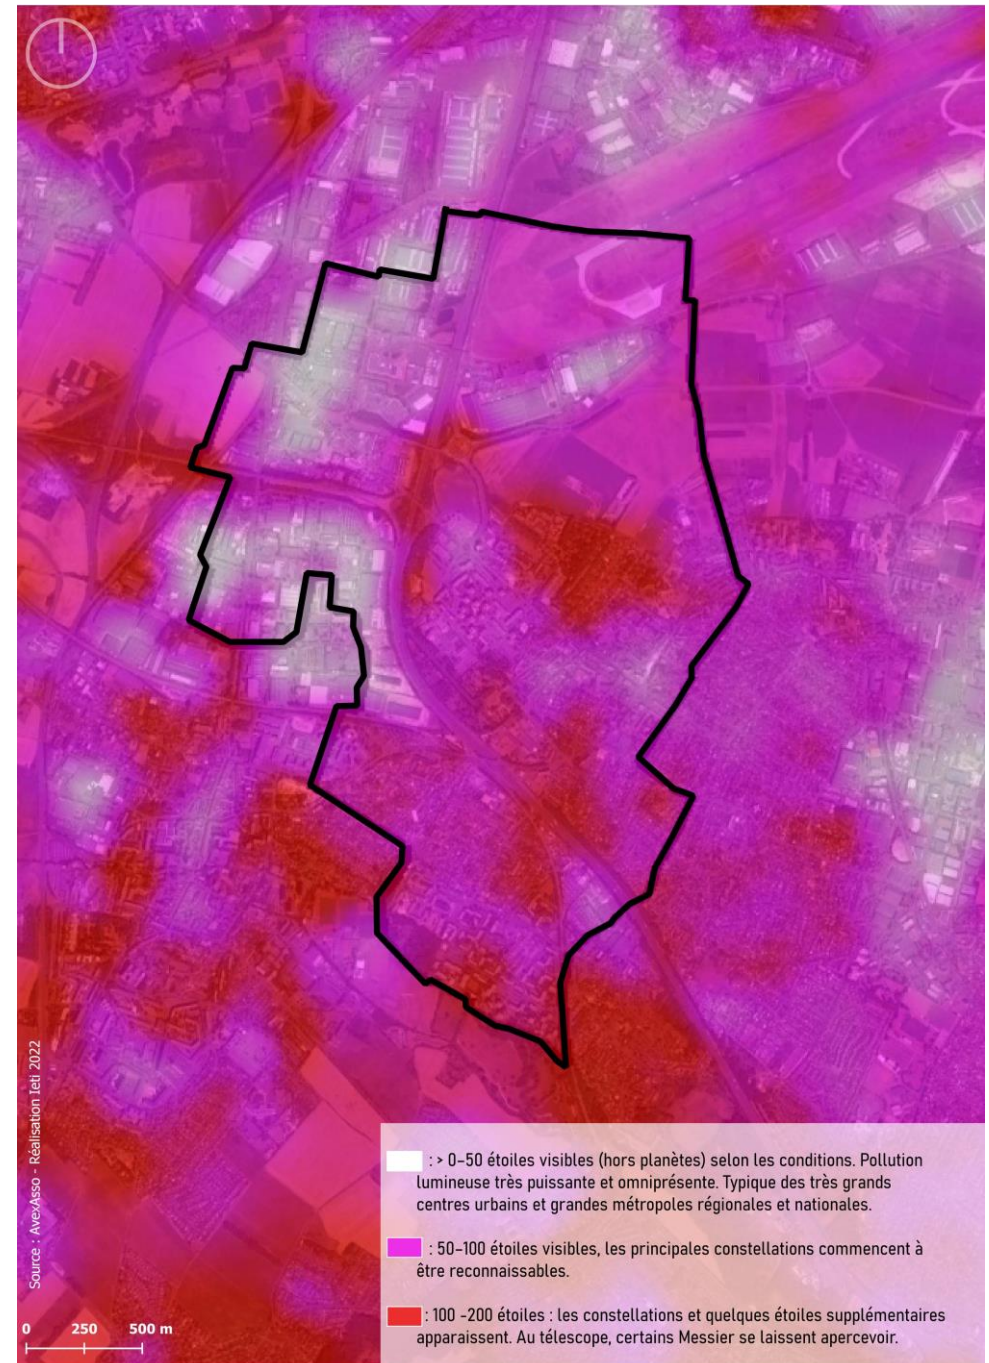 Source : AvexAsso - Réalisation Ieti 2022
: > 0-50 étoiles visibles (hors planètes) selon les conditions. Pollution
lumineuse très puissante et omniprésente. Typique des très grands
centres urbains et grandes métropoles régionales et nationales.
: 50-100 étoiles visibles, les principales constellations commencent à
être reconnaissables.
: 100 -200 étoiles : les constellations et quelques étoiles supplémentaires
apparaissent. Au télescope, certains Messier se laissent apercevoir.
0 250 500 m